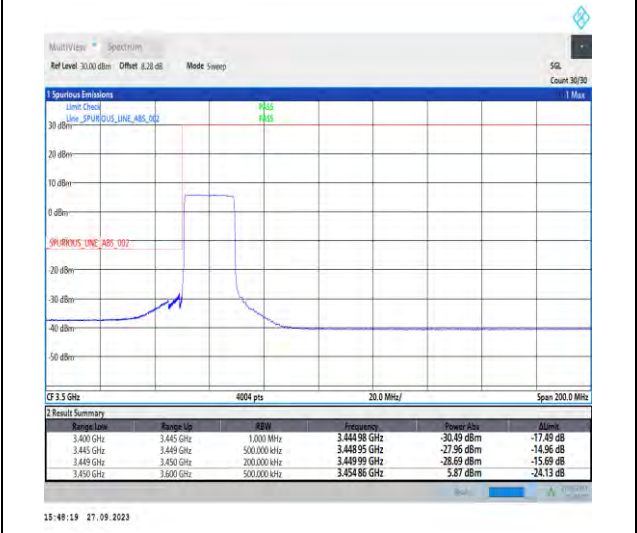 MultiView Spectrum
Ref Level 30.00 dBm Offset 8.28 dB Mode Sweep SGL
Count 30/30
1 Spurious Emissions 1 Max
Limit Check PASS
Line _SPURIOUS_LINE_ABS_002 PASS
30 dBm
20 dBm
10 dBm
0 dBm
_SPURIOUS_LINE_ABS_002
-20 dBm
-30 dBm
-40 dBm
-50 dBm
CF 3.5 GHz 4004 pts 20.0 MHz/ Span 200.0 MHz
2 Result Summary
Range Low Range Up RBW Frequency Power Abs ΔLimit
3.400 GHz 3.445 GHz 1.000 MHz 3.444 98 GHz -30.49 dBm -17.49 dB
3.445 GHz 3.449 GHz 500.000 kHz 3.448 95 GHz -27.96 dBm -14.96 dB
3.449 GHz 3.450 GHz 200.000 kHz 3.449 99 GHz -28.69 dBm -15.69 dB
3.450 GHz 3.600 GHz 500.000 kHz 3.454 86 GHz 5.87 dBm -24.13 dB
15:48:19 27.09.2023